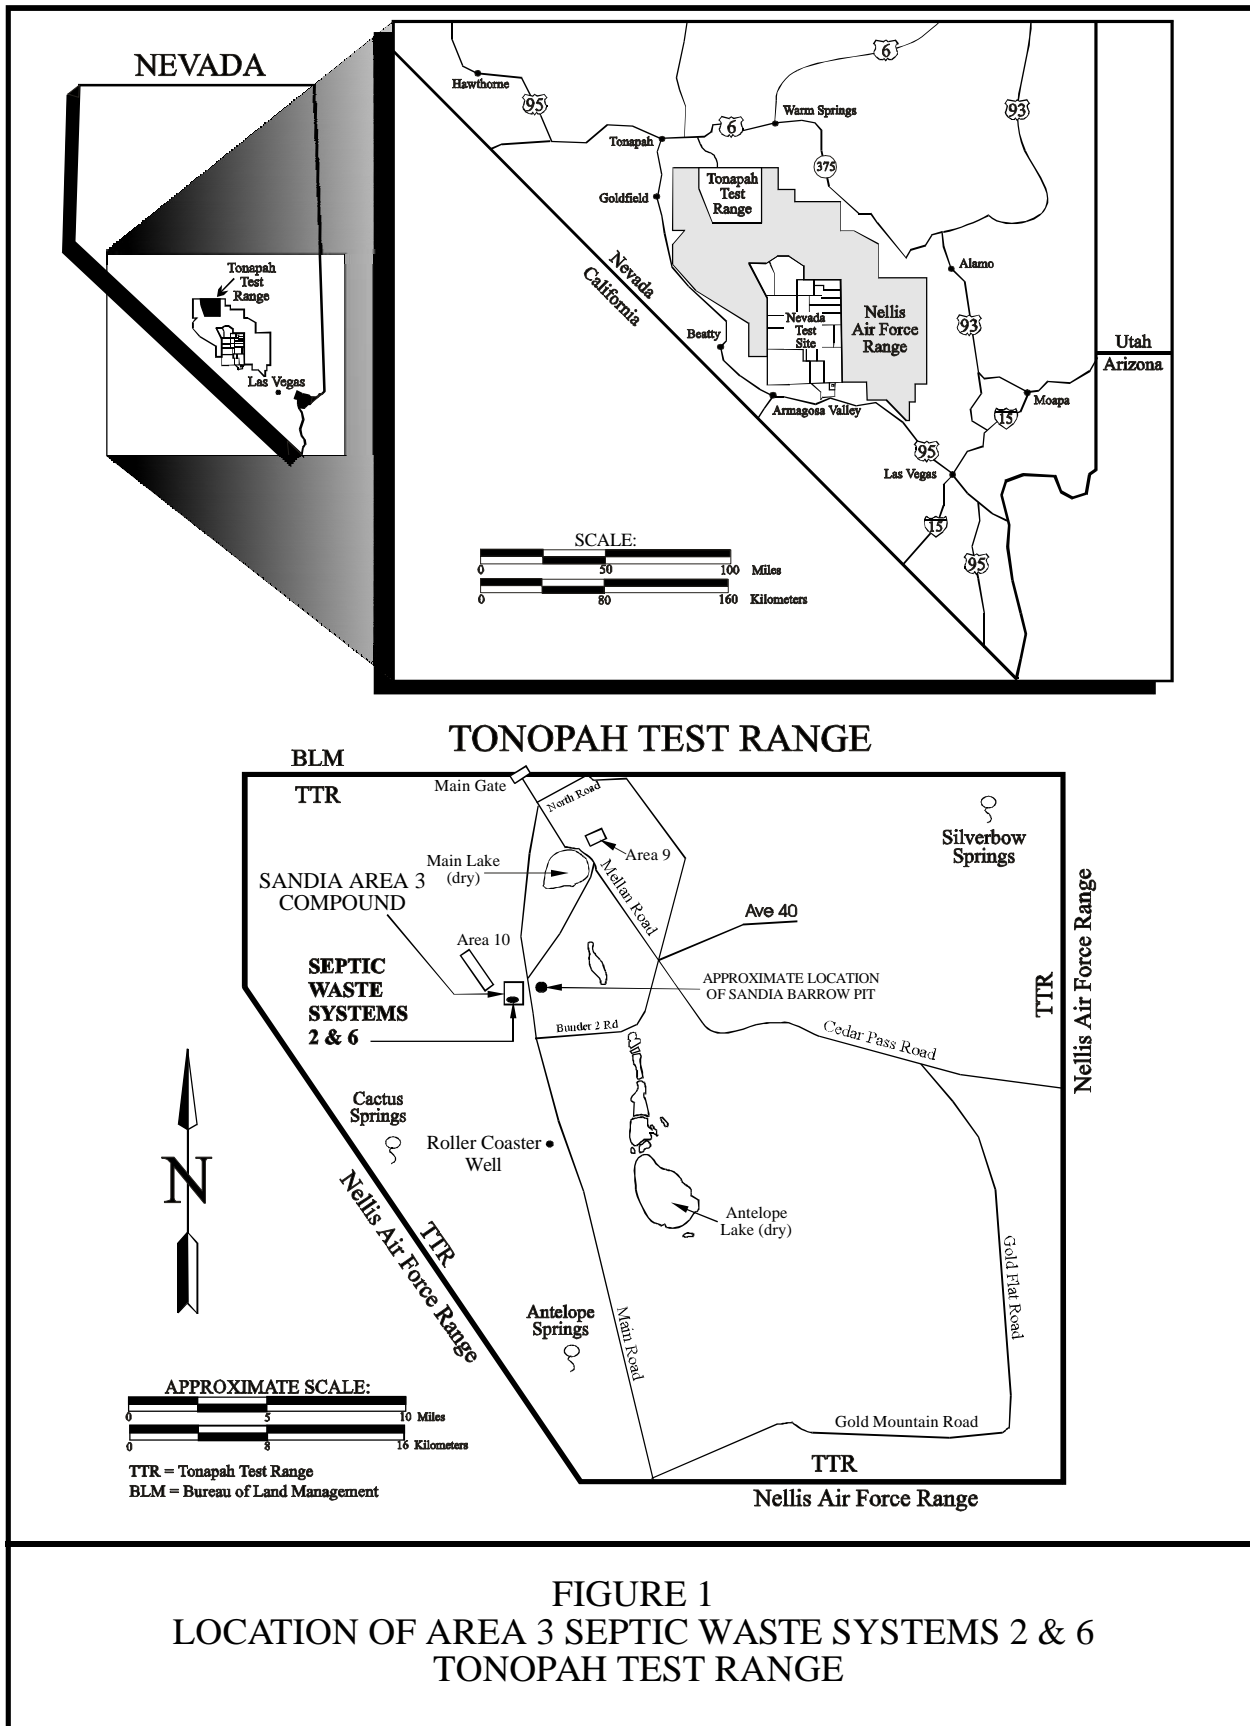 NEVADA
Tonapah
Test
Range
Las Vegas
Hawthorne
95
6
93
Warm Springs
6
Tonapah
375
Tonapah
Test
Range
Goldfield
Nevada
California
Alamo
Nellis
Air Force
Range
Nevada
Test
Site
93
Beatty
Utah
Arizona
Armagosa Valley
Moapa
15
95
Las Vegas
15
95
SCALE:
0 50 100 Miles
0 80 160 Kilometers
TONOPAH TEST RANGE
BLM
TTR
Main Gate
North Road
Silverbow
Springs
Area 9
Main Lake
(dry)
Mellan Road
SANDIA AREA 3
COMPOUND
Ave 40
Area 10
SEPTIC
WASTE
SYSTEMS
2 & 6
APPROXIMATE LOCATION
OF SANDIA BARROW PIT
TTR
Nellis Air Force Range
Bunder 2 Rd
Cedar Pass Road
Cactus
Springs
Roller Coaster
Well
N
TTR
Nellis Air Force Range
Antelope
Lake (dry)
Gold Flat Road
Antelope
Springs
Main Road
APPROXIMATE SCALE:
0 5 10 Miles
0 8 16 Kilometers
Gold Mountain Road
TTR = Tonapah Test Range
BLM = Bureau of Land Management
TTR
Nellis Air Force Range
FIGURE 1
LOCATION OF AREA 3 SEPTIC WASTE SYSTEMS 2 & 6
TONOPAH TEST RANGE